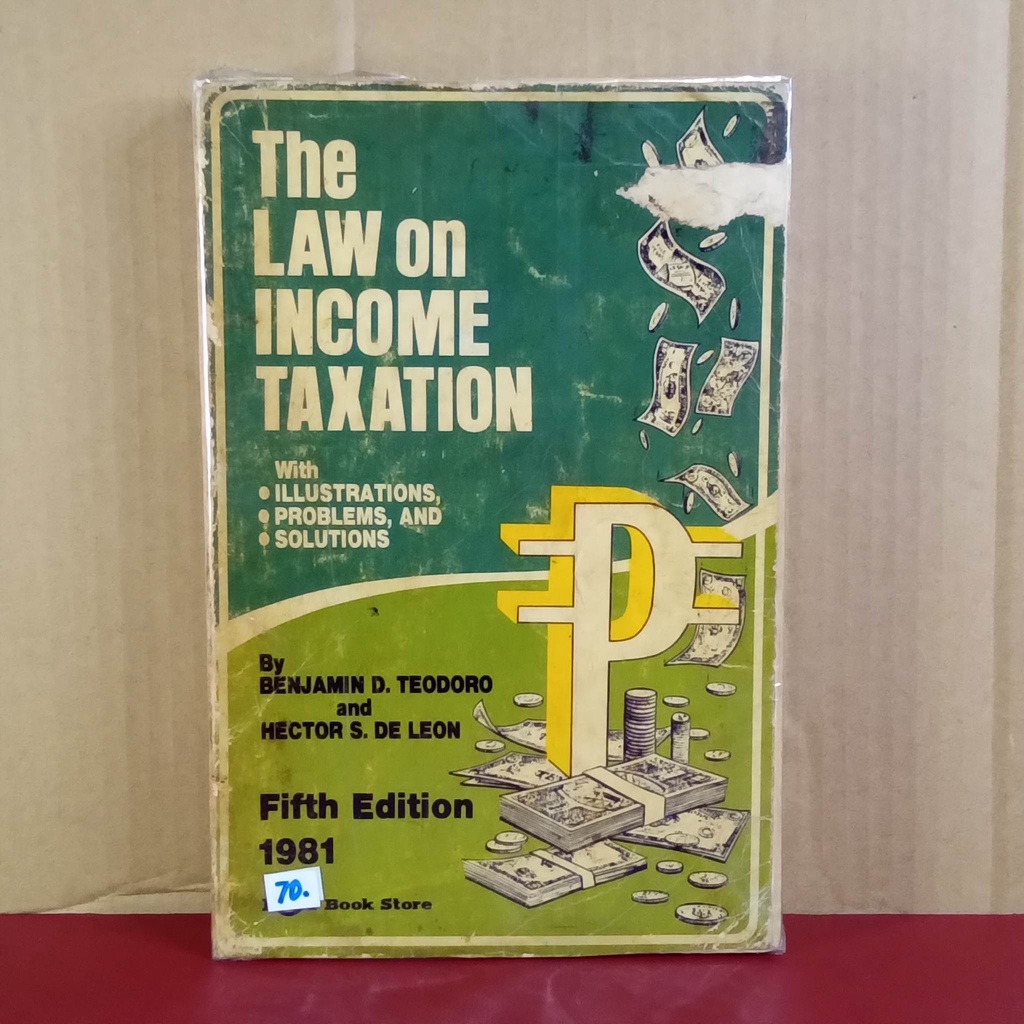 The
LAW on
INCOME
TAXATION
With
• ILLUSTRATIONS,
• PROBLEMS, AND
• SOLUTIONS
P
By
BENJAMIN D. TEODORO
and
HECTOR S. DE LEON
Fifth Edition
1981
70.
Book Store